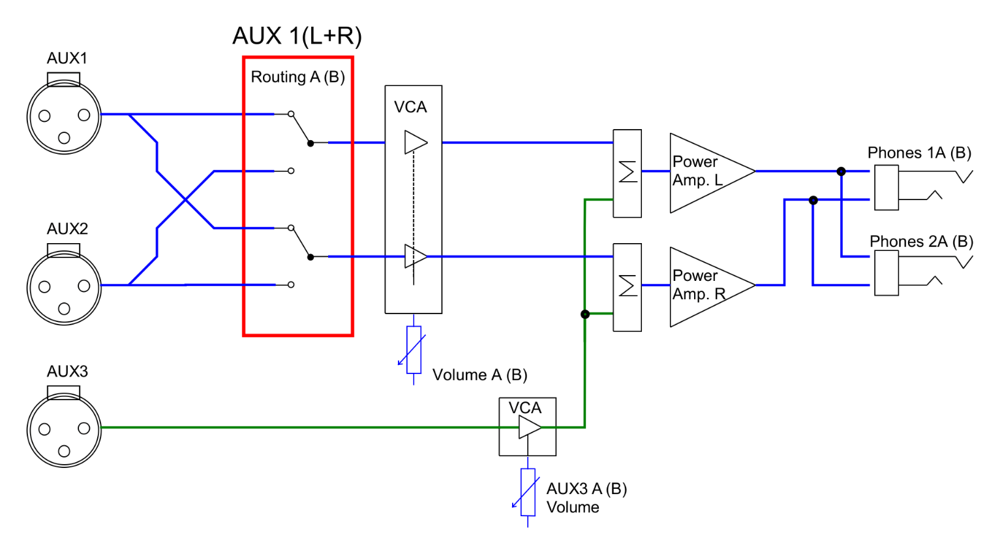 AUX 1(L+R)
AUX1
Routing A (B)
VCA
Phones 1A (B)
Power
Amp. L
Σ
AUX2
Phones 2A (B)
Power
Amp. R
Σ
AUX3
Volume A (B)
VCA
AUX3 A (B)
Volume